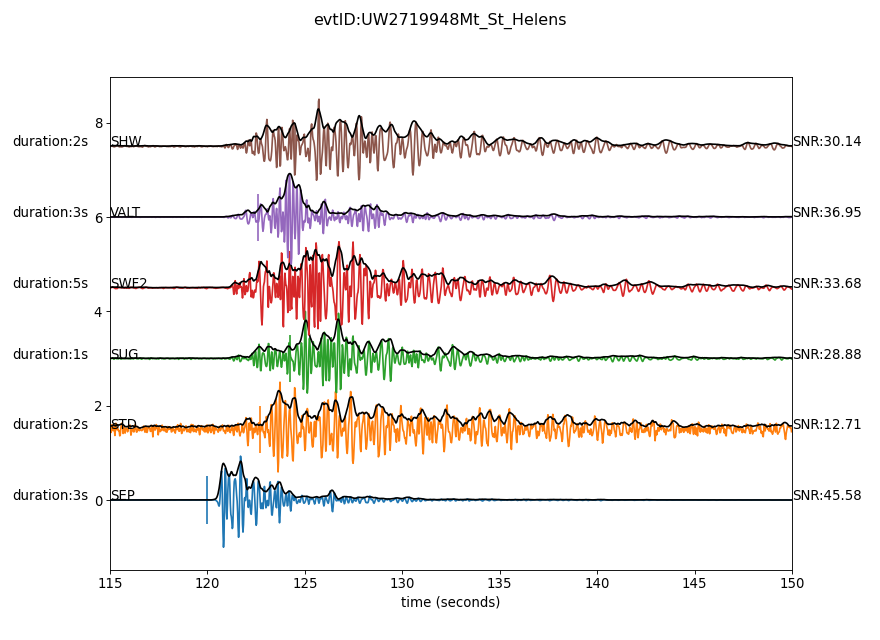 evtID:UW2719948Mt_St_Helens
8
duration:2s SHW SNR:30.14
duration:3s VALT SNR:36.95
6
duration:5s SWF2 SNR:33.68
4
duration:1s SUG SNR:28.88
2
duration:2s STD SNR:12.71
duration:3s SEP SNR:45.58
0
115 120 125 130 135 140 145 150
time (seconds)